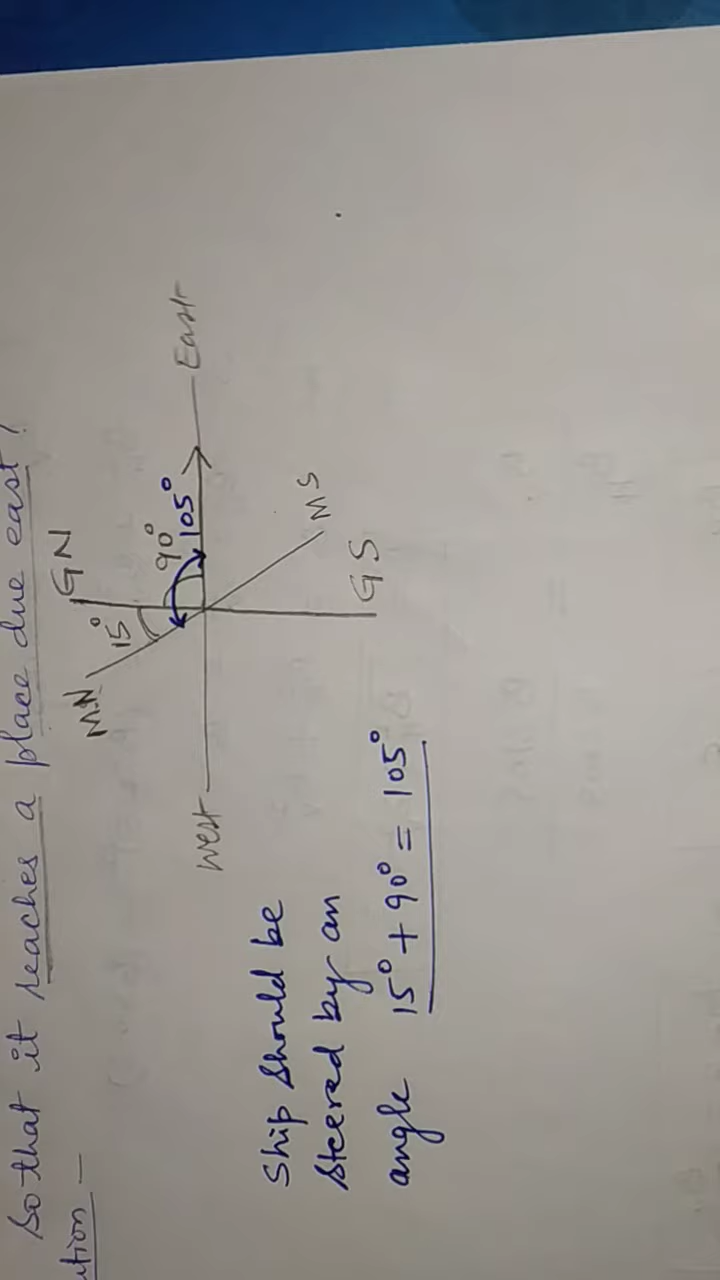 So that it reaches a place due east?
ution –
M.N
GN
15°
90°
105°
West
East
MS
GS
Ship should be
steered by an
angle 15° + 90° = 105°